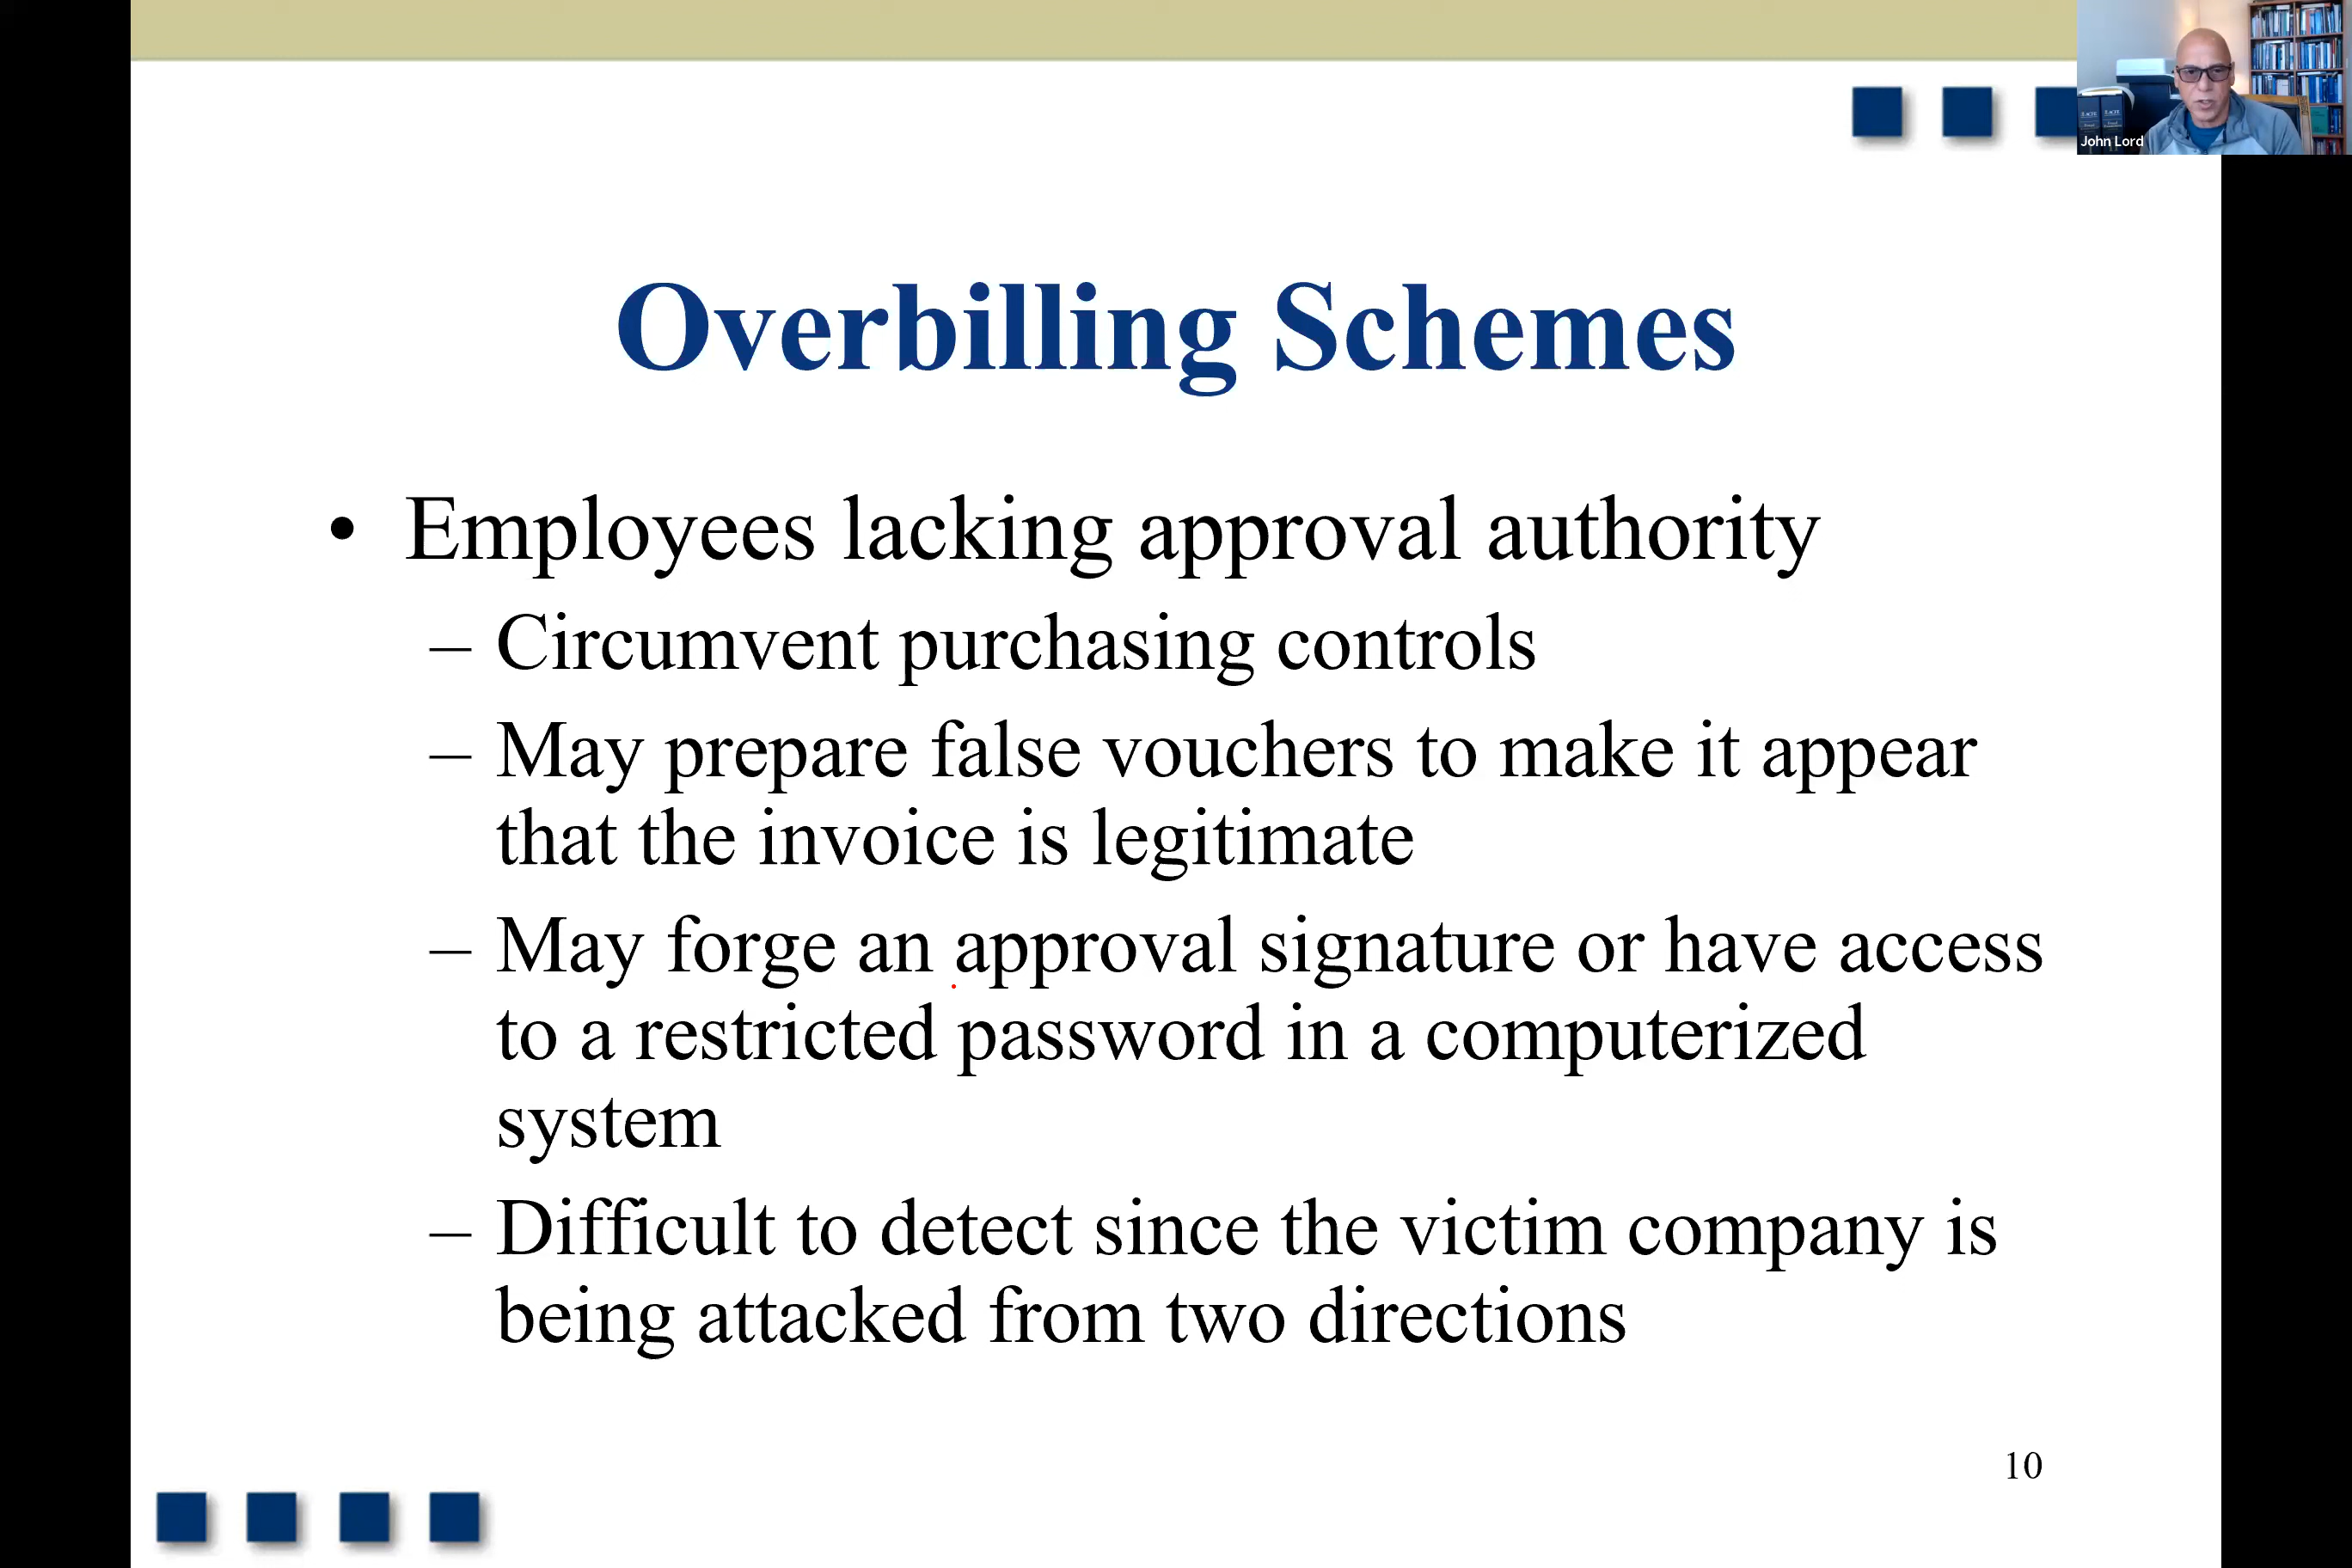 John Lord
Overbilling Schemes
• Employees lacking approval authority
– Circumvent purchasing controls
– May prepare false vouchers to make it appear
that the invoice is legitimate
– May forge an approval signature or have access
to a restricted password in a computerized
system
– Difficult to detect since the victim company is
being attacked from two directions
10